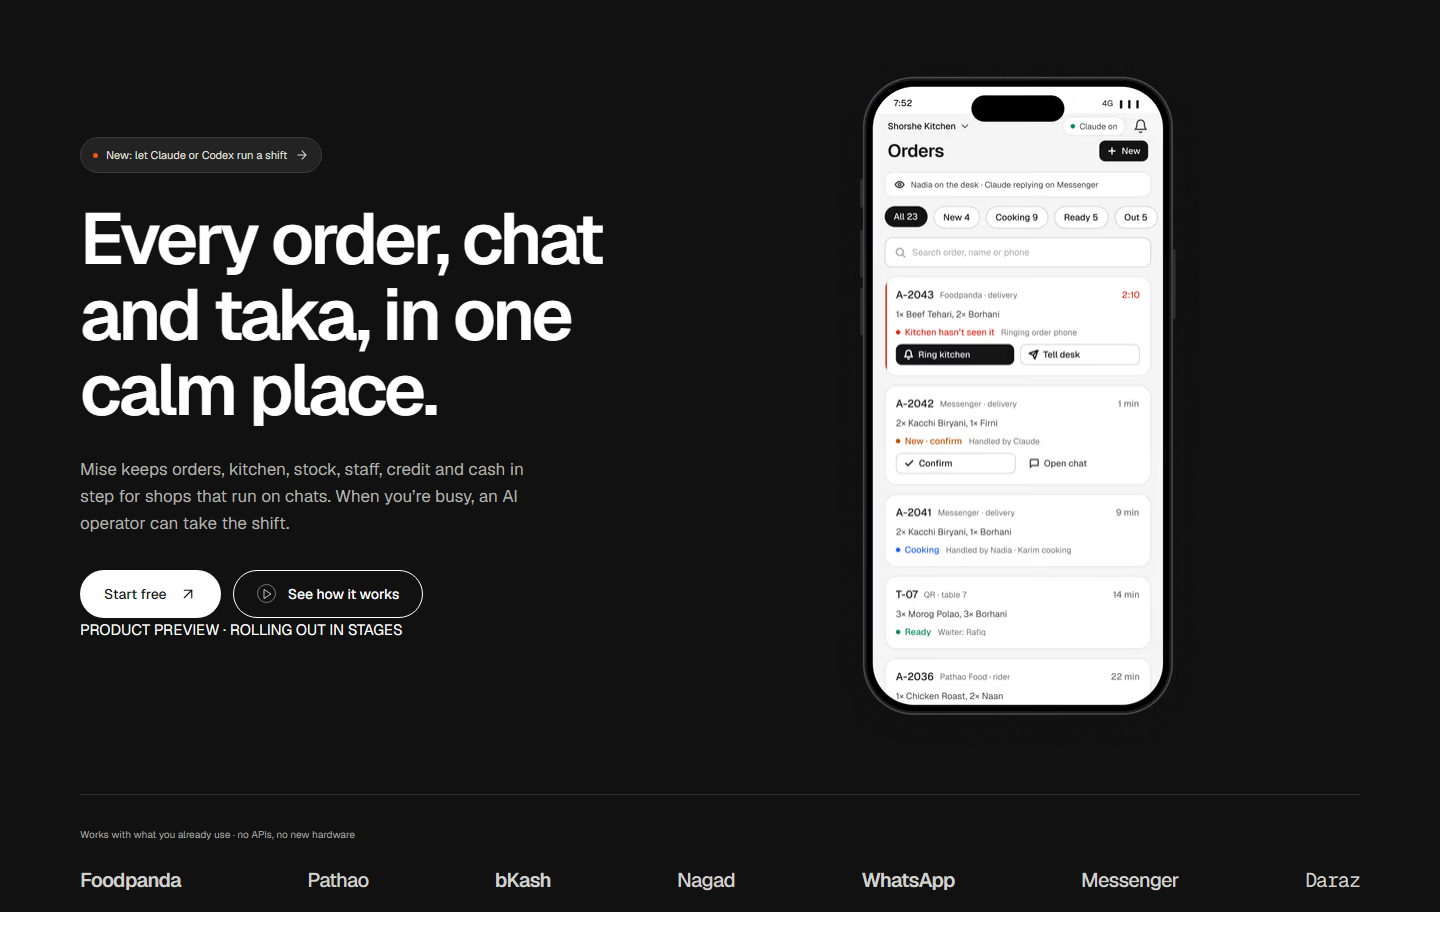 New: let Claude or Codex run a shift
Every order, chat
and taka, in one
calm place.
Mise keeps orders, kitchen, stock, staff, credit and cash in
step for shops that run on chats. When you’re busy, an AI
operator can take the shift.
Start free
See how it works
PRODUCT PREVIEW · ROLLING OUT IN STAGES
7:52
4G
Shorshe Kitchen
Claude on
Orders
New
Nadia on the desk · Claude replying on Messenger
All 23
New 4
Cooking 9
Ready 5
Out 5
Search order, name or phone
A-2043 Foodpanda · delivery 2:10
1× Beef Tehari, 2× Borhani
Kitchen hasn’t seen it Ringing order phone
Ring kitchen
Tell desk
A-2042 Messenger · delivery 1 min
2× Kacchi Biryani, 1× Firni
New · confirm Handled by Claude
Confirm
Open chat
A-2041 Messenger · delivery 9 min
2× Kacchi Biryani, 1× Borhani
Cooking Handled by Nadia · Karim cooking
T-07 QR · table 7 14 min
3× Morog Polao, 3× Borhani
Ready Waiter: Rafiq
A-2036 Pathao Food · rider 22 min
1× Chicken Roast, 2× Naan
Works with what you already use · no APIs, no new hardware
Foodpanda
Pathao
bKash
Nagad
WhatsApp
Messenger
Daraz